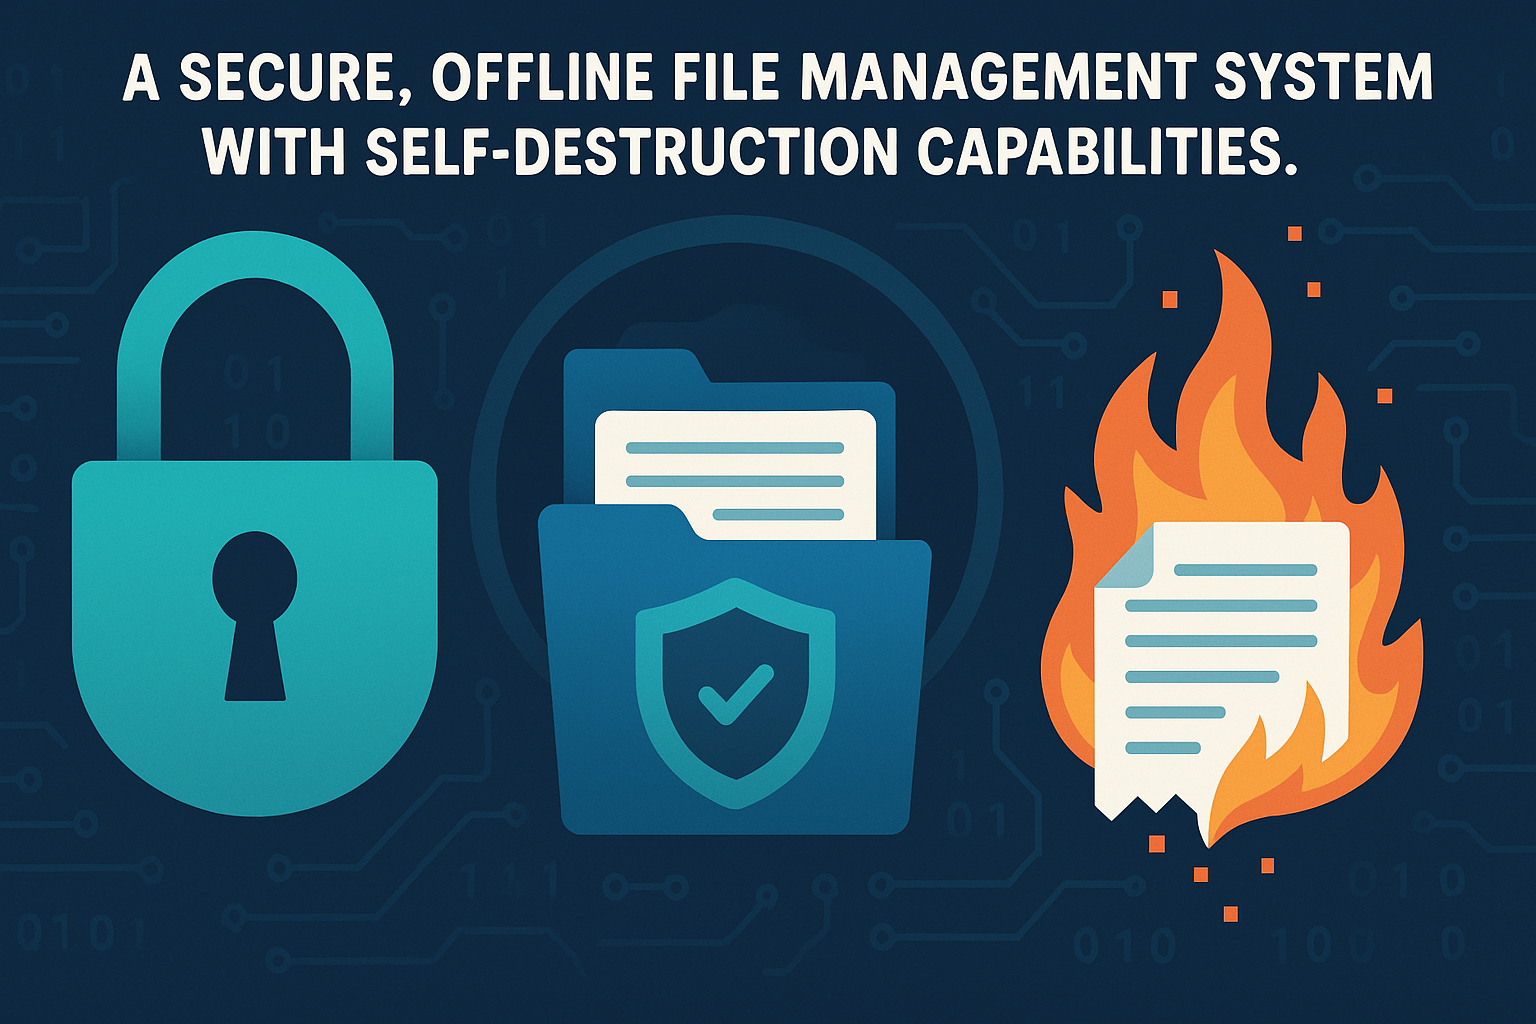 A SECURE, OFFLINE FILE MANAGEMENT SYSTEM
WITH SELF-DESTRUCTION CAPABILITIES.